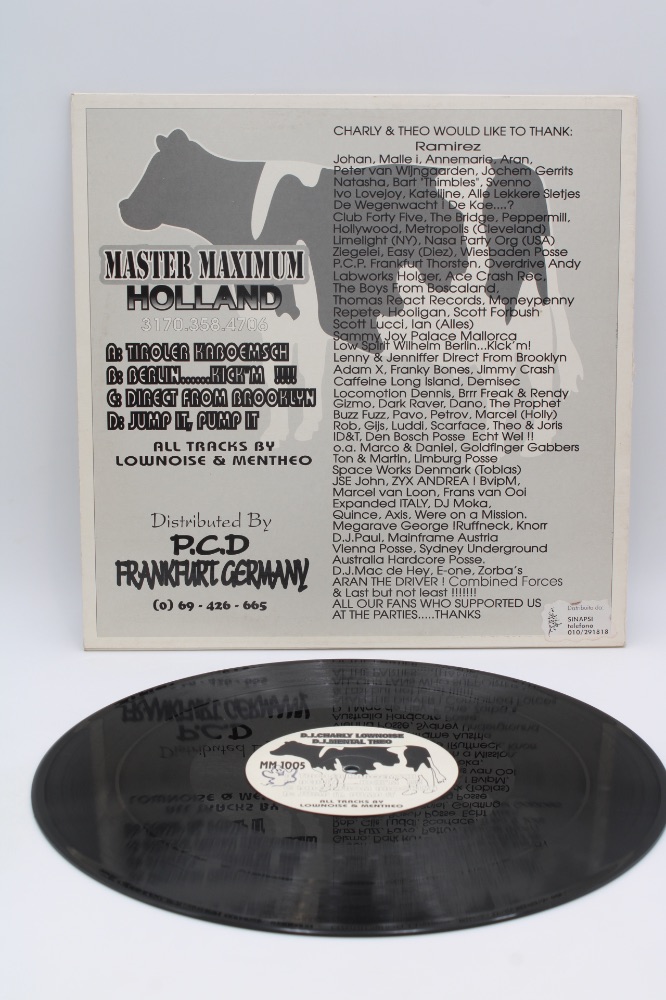 MASTER MAXIMUM
HOLLAND
3170.358.4706
A: TIROLER KABOEMSCH
B: BERLIN......KICK"M !!!!
C: DIRECT FROM BROOKLYN
D: JUMP IT, PUMP IT
ALL TRACKS BY
LOWNOISE & MENTHEO
Distributed By
P.C.D
FRANKFURT.GERMANY.
(0) 69 - 426 - 665
CHARLY & THEO WOULD LIKE TO THANK:
Ramirez
Johan, Malle i, Annemarie, Aran,
Peter van Wijngaarden, Jochem Gerrits
Natasha, Bart "Thimbles", Svenno
Ivo Lovejoy, Katelijne, Alle Lekkere Sletjes
De Wegenwacht ! De Kae....?
Club Forty Five, The Bridge, Peppermill,
Hollywood, Metropolis (Cleveland)
Limelight (NY), Nasa Party Org (USA)
Ziegelei, Easy (Diez), Wiesbaden Posse
P.C.P. Frankfurt Thorsten, Overdrive Andy
Labworks Holger, Ace Crash Rec.
The Boys From Boscaland,
Thomas React Records, Moneypenny
Repete, Hooligan, Scott Forbush
Scott Lucci, Ian (Alles)
Sammy Joy Palace Mallorca
Low Spirit Wilhelm Berlin...Kick"m!
Lenny & Jenniffer Direct From Brooklyn
Adam X, Franky Bones, Jimmy Crash
Caffeine Long Island, Demisec
Locomotion Dennis, Brrr Freak & Rendy
Gizmo, Dark Raver, Dano, The Prophet
Buzz Fuzz, Pavo, Petrov, Marcel (Holly)
Rob, Gijs, Luddi, Scarface, Theo & Joris
ID&T, Den Bosch Posse Echt Wel !!
o.a. Marco & Daniel, Goldfinger Gabbers
Ton & Martin, Limburg Posse
Space Works Denmark (Tobias)
JSE John, ZYX ANDREA ! BvipM,
Marcel van Loon, Frans van Ooi
Expanded ITALY, DJ Moka,
Quince, Axis, Were on a Mission.
Megarave George !Ruffneck, Knorr
D.J.Paul, Mainframe Austria
Vienna Posse, Sydney Underground
Australia Hardcore Posse.
D.J.Mac de Hey, E-one, Zorba's
ARAN THE DRIVER ! Combined Forces
& Last but not least !!!!!!!
ALL OUR FANS WHO SUPPORTED US
AT THE PARTIES.....THANKS
Distribuito da:
SINAPSI
telefono
010/291818
D.J.CHARLY LOWNOISE
D.J.MENTAL THEO
MM 1005
ALL TRACKS BY
LOWNOISE & MENTHEO